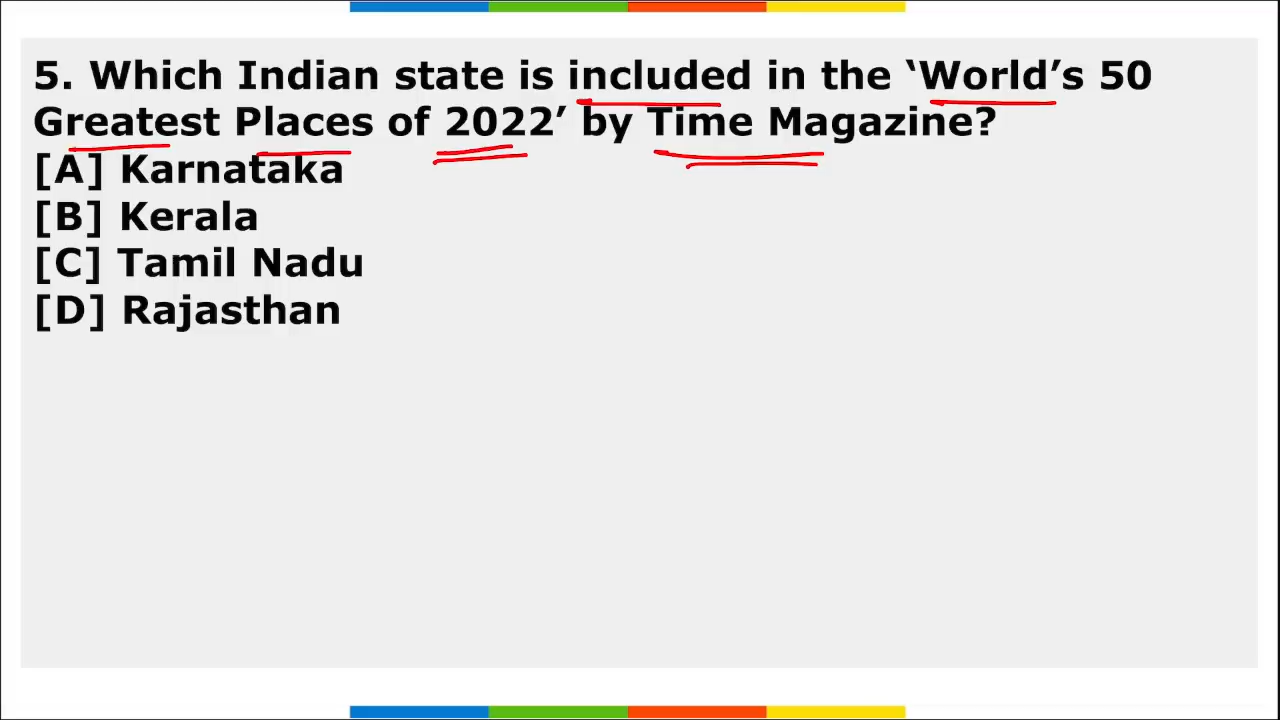 5. Which Indian state is included in the ‘World’s 50
Greatest Places of 2022’ by Time Magazine?
[A] Karnataka
[B] Kerala
[C] Tamil Nadu
[D] Rajasthan